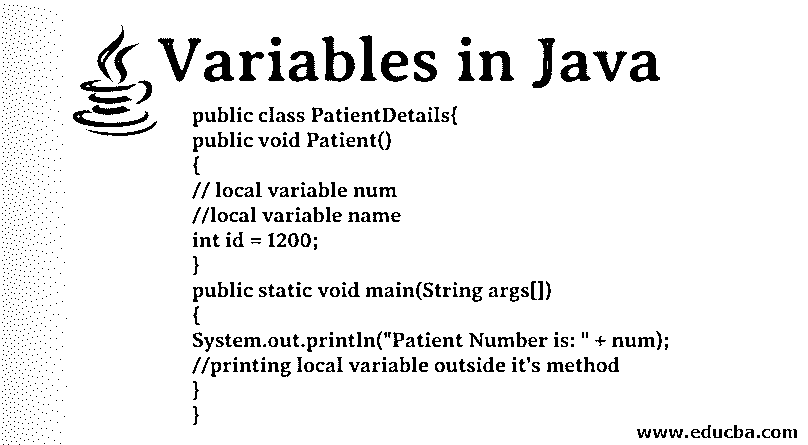 Variables in Java
public class PatientDetails{
public void Patient()
{
// local variable num
//local variable name
int id = 1200;
}
public static void main(String args[])
{
System.out.println("Patient Number is: " + num);
//printing local variable outside it's method
}
}
www.educba.com